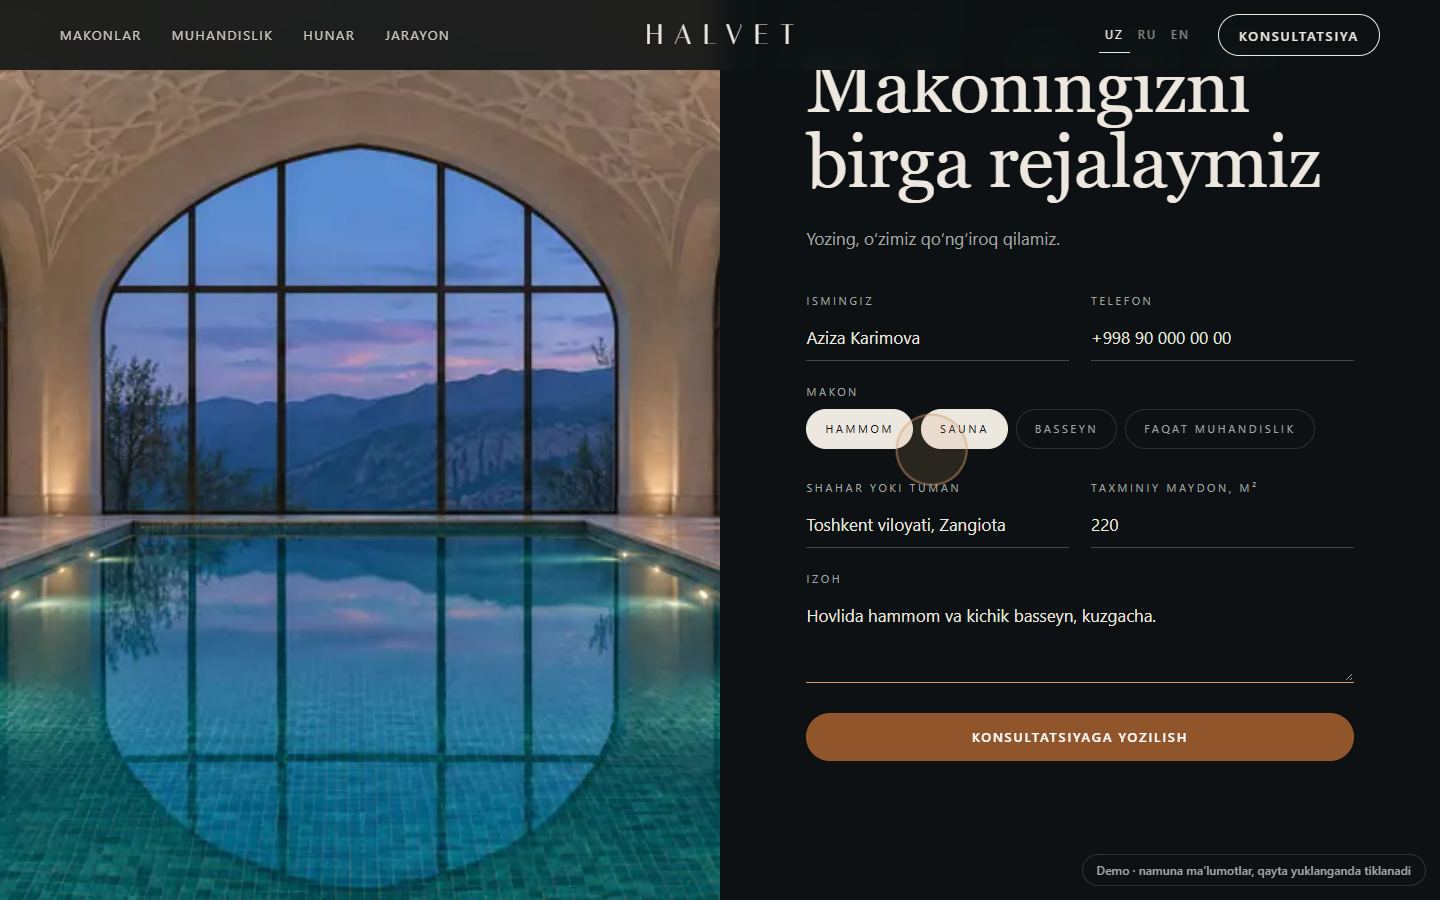 MAKONLAR MUHANDISLIK HUNAR JARAYON HALVET UZ RU EN KONSULTATSIYA
Makoningizni
birga rejalaymiz
Yozing, o‘zimiz qo‘ng‘iroq qilamiz.
ISMINGIZ TELEFON
Aziza Karimova +998 90 000 00 00
MAKON
HAMMOM SAUNA BASSEYN FAQAT MUHANDISLIK
SHAHAR YOKI TUMAN TAXMINIY MAYDON, M²
Toshkent viloyati, Zangiota 220
IZOH
Hovlida hammom va kichik basseyn, kuzgacha.
KONSULTATSIYAGA YOZILISH
Demo · namuna ma’lumotlar, qayta yuklanganda tiklanadi